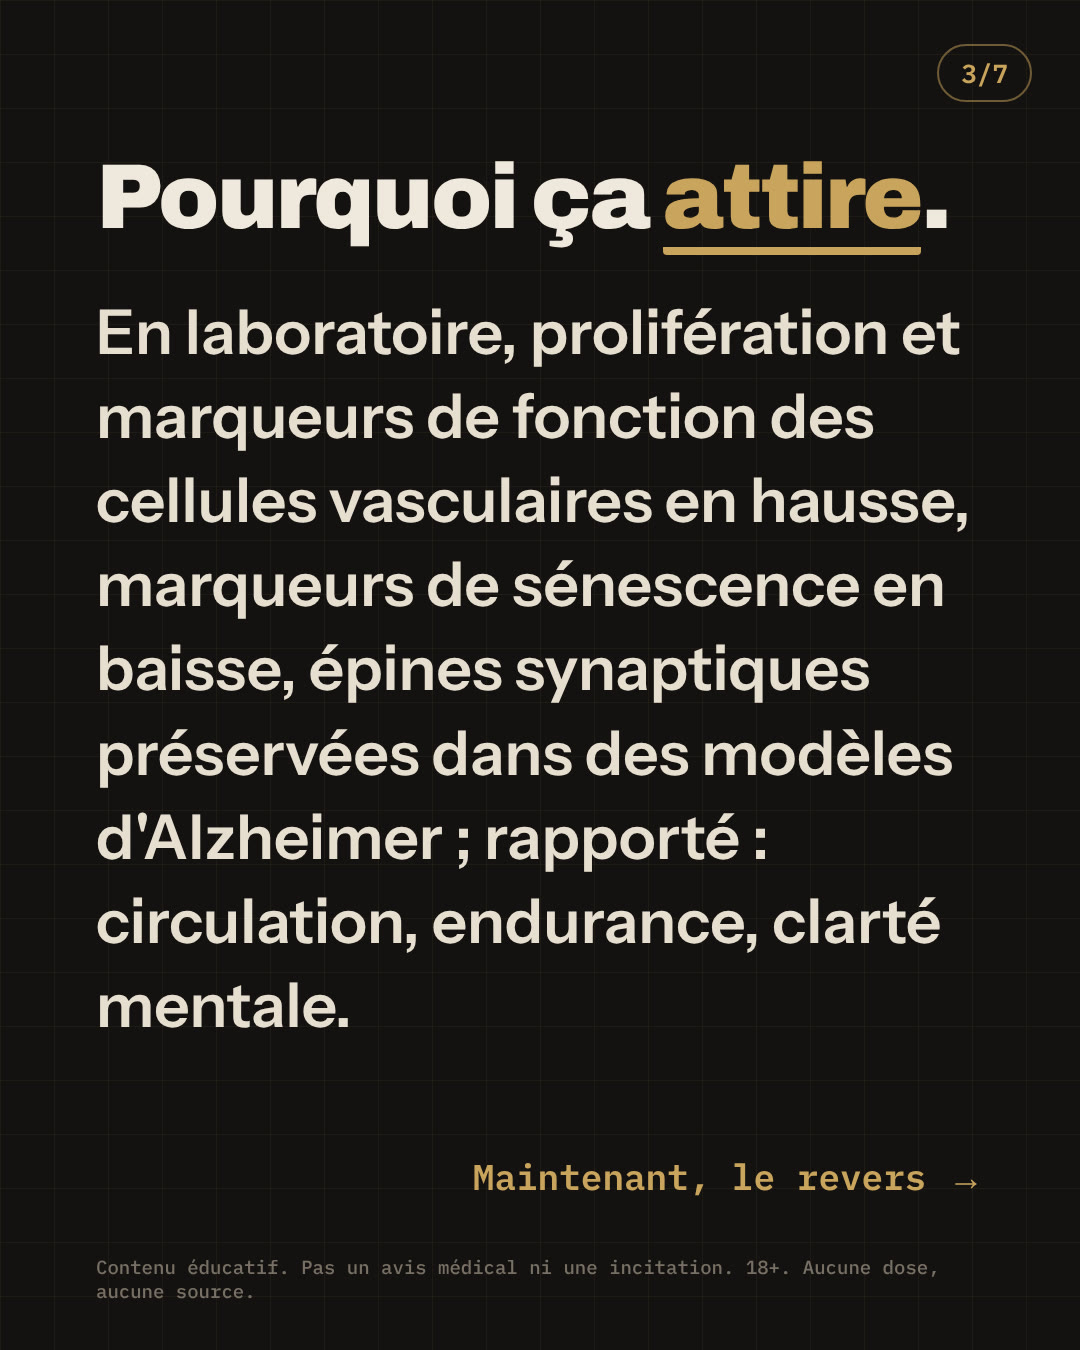 3/7
Pourquoi ça attire.
En laboratoire, prolifération et
marqueurs de fonction des
cellules vasculaires en hausse,
marqueurs de sénescence en
baisse, épines synaptiques
préservées dans des modèles
d'Alzheimer ; rapporté :
circulation, endurance, clarté
mentale.
Maintenant, le revers →
Contenu éducatif. Pas un avis médical ni une incitation. 18+. Aucune dose,
aucune source.